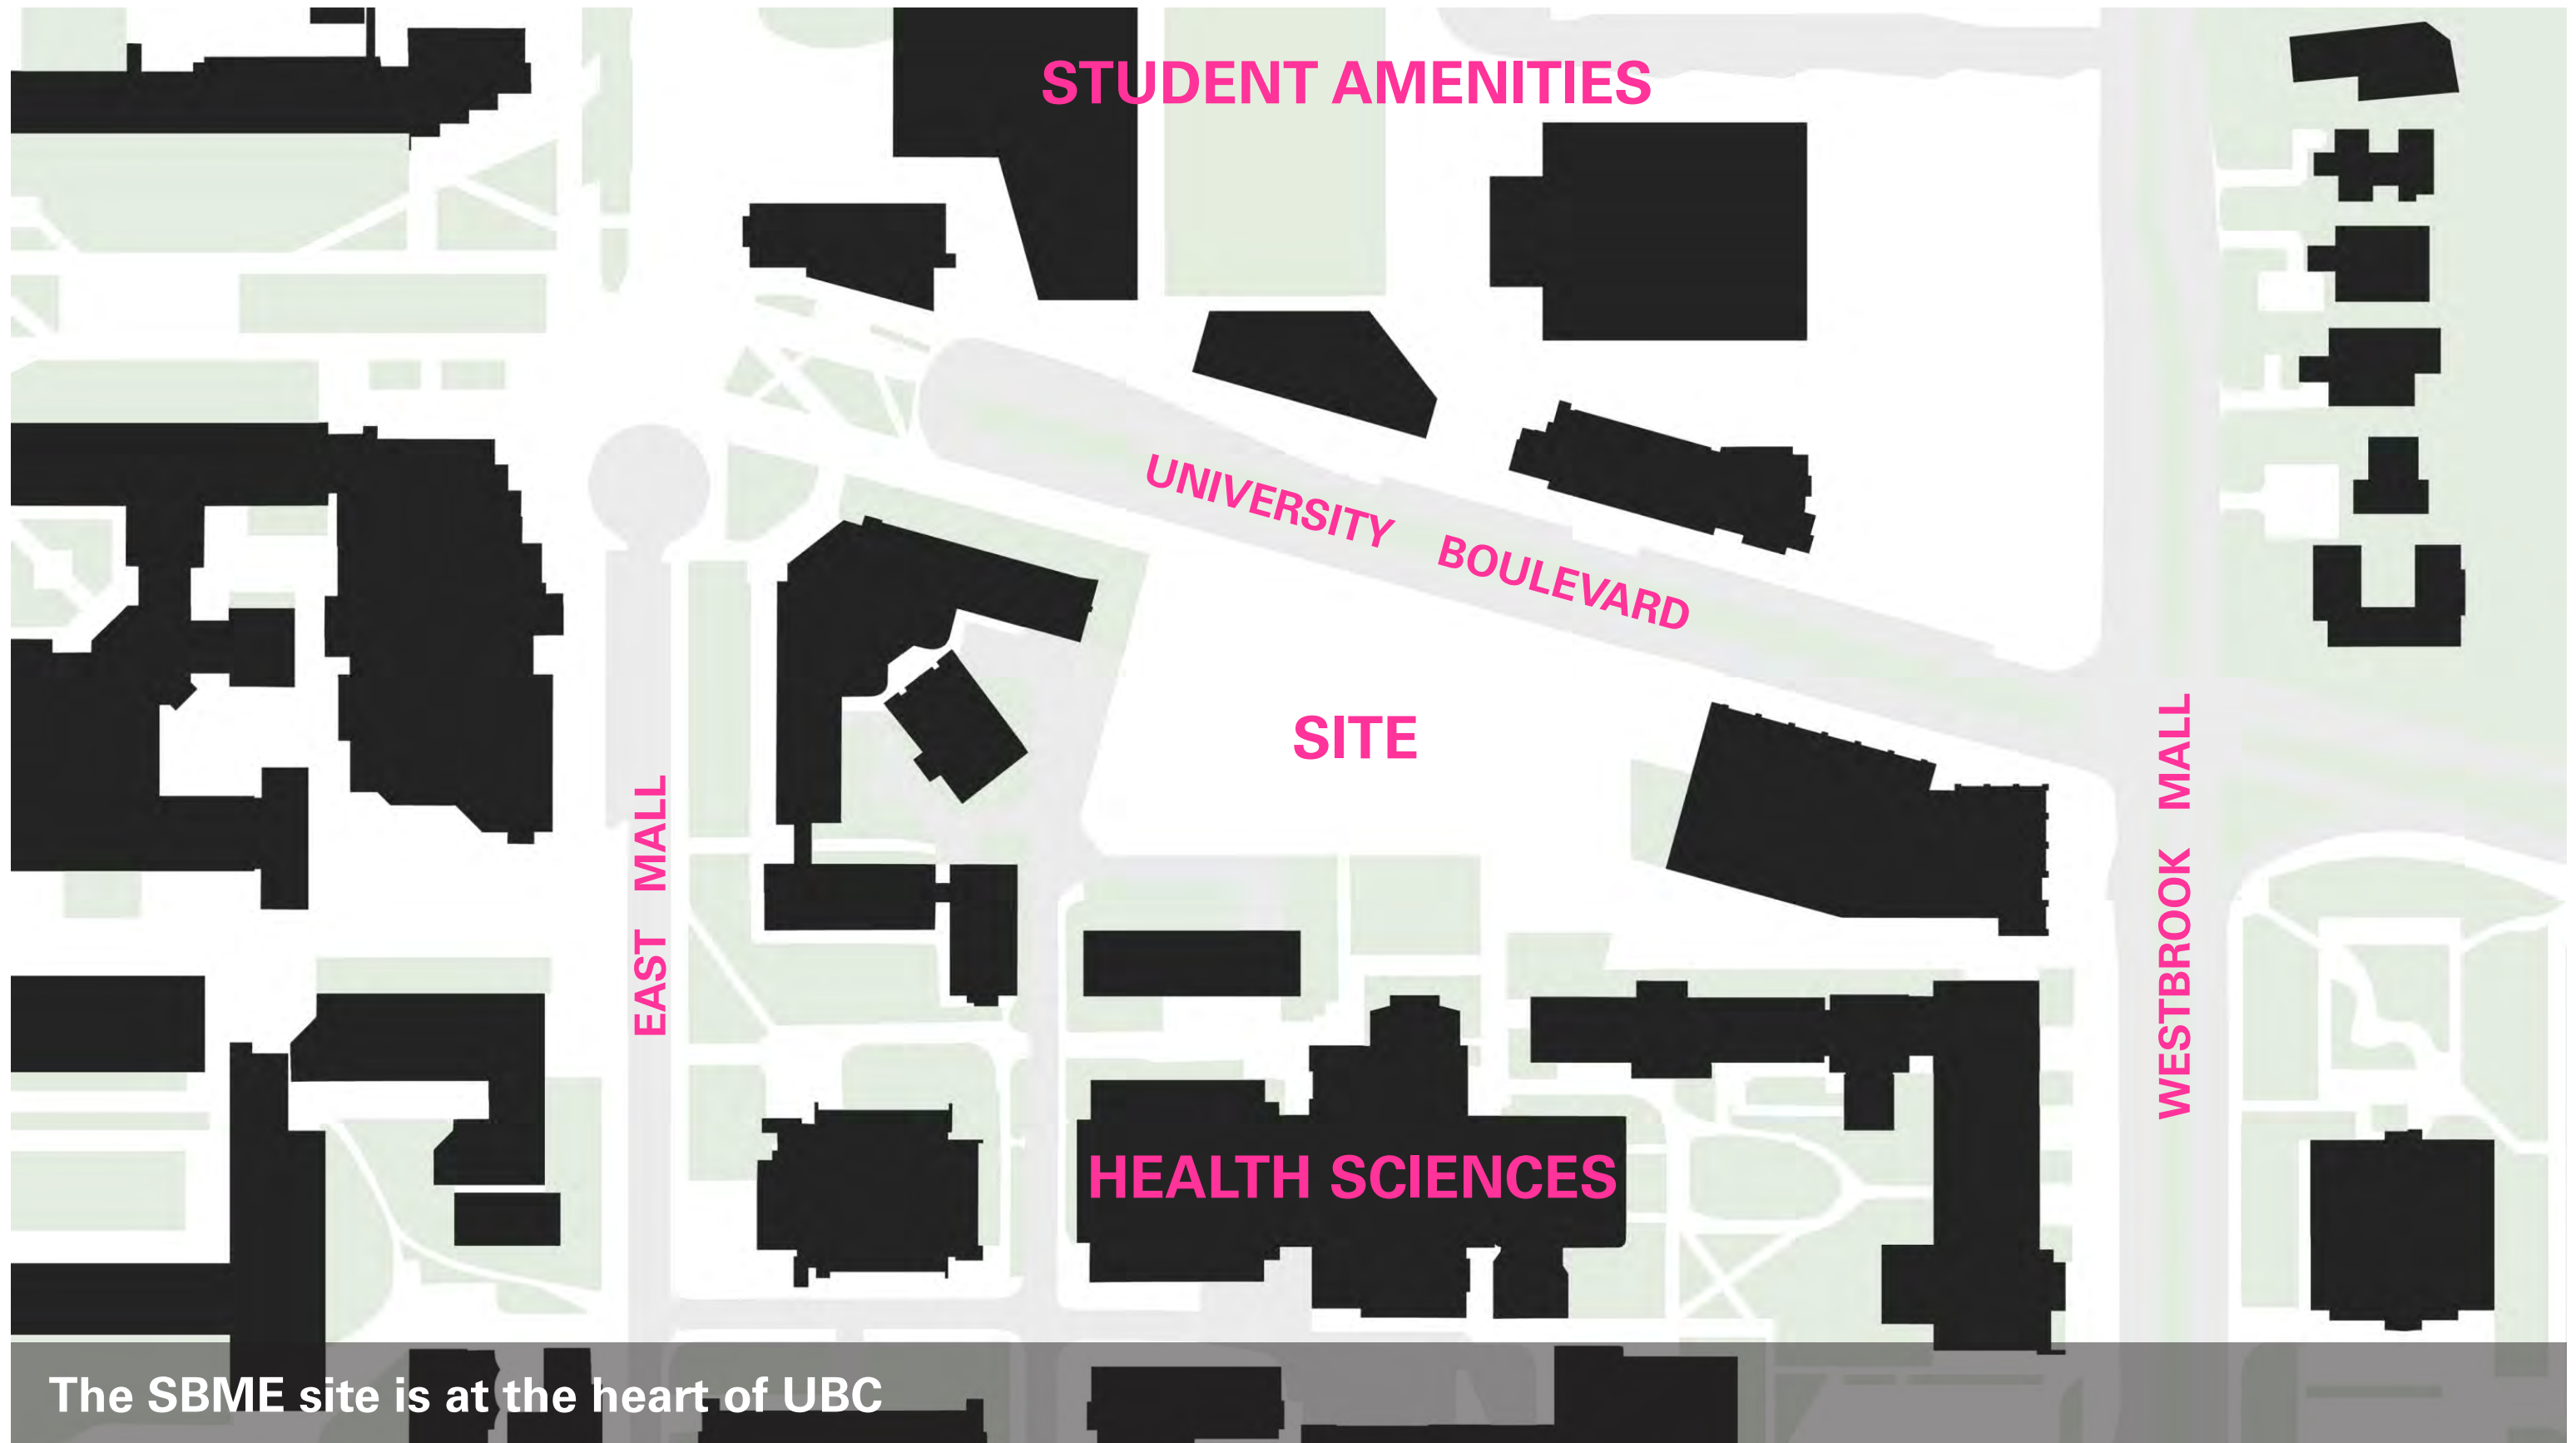 STUDENT AMENITIES
UNIVERSITY BOULEVARD
SITE
EAST MALL
WESTBROOK MALL
HEALTH SCIENCES
The SBME site is at the heart of UBC